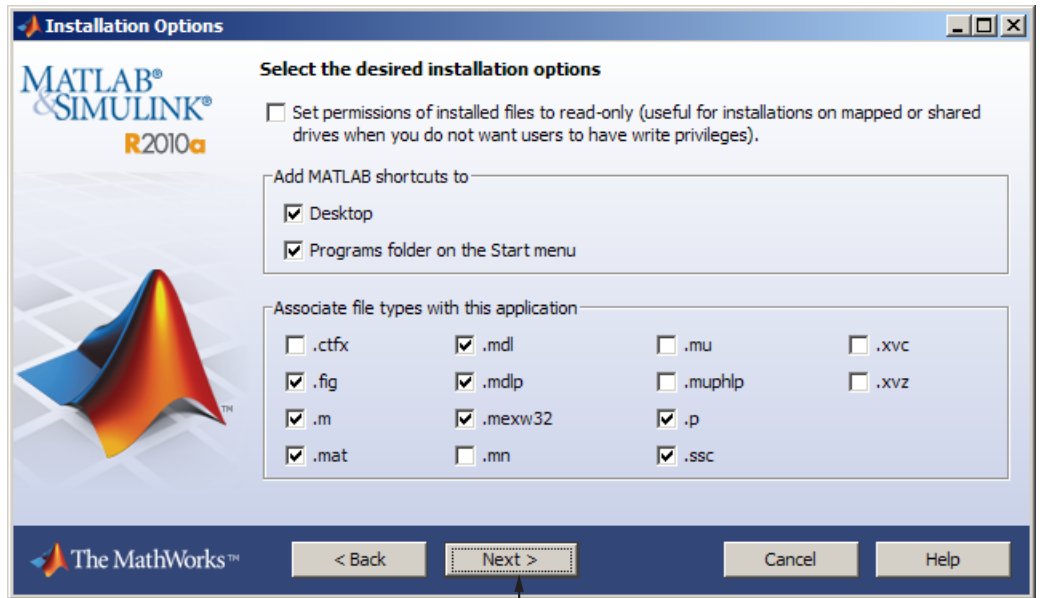 Installation Options
MATLAB®
&SIMULINK®
R2010a
Select the desired installation options
Set permissions of installed files to read-only (useful for installations on mapped or shared
drives when you do not want users to have write privileges).
Add MATLAB shortcuts to
Desktop
Programs folder on the Start menu
Associate file types with this application
.ctfx .mdl .mu .xvc
.fig .mdlp .muphlp .xvz
.m .mexw32 .p
.mat .mn .ssc
TM
The MathWorks™ < Back Next > Cancel Help